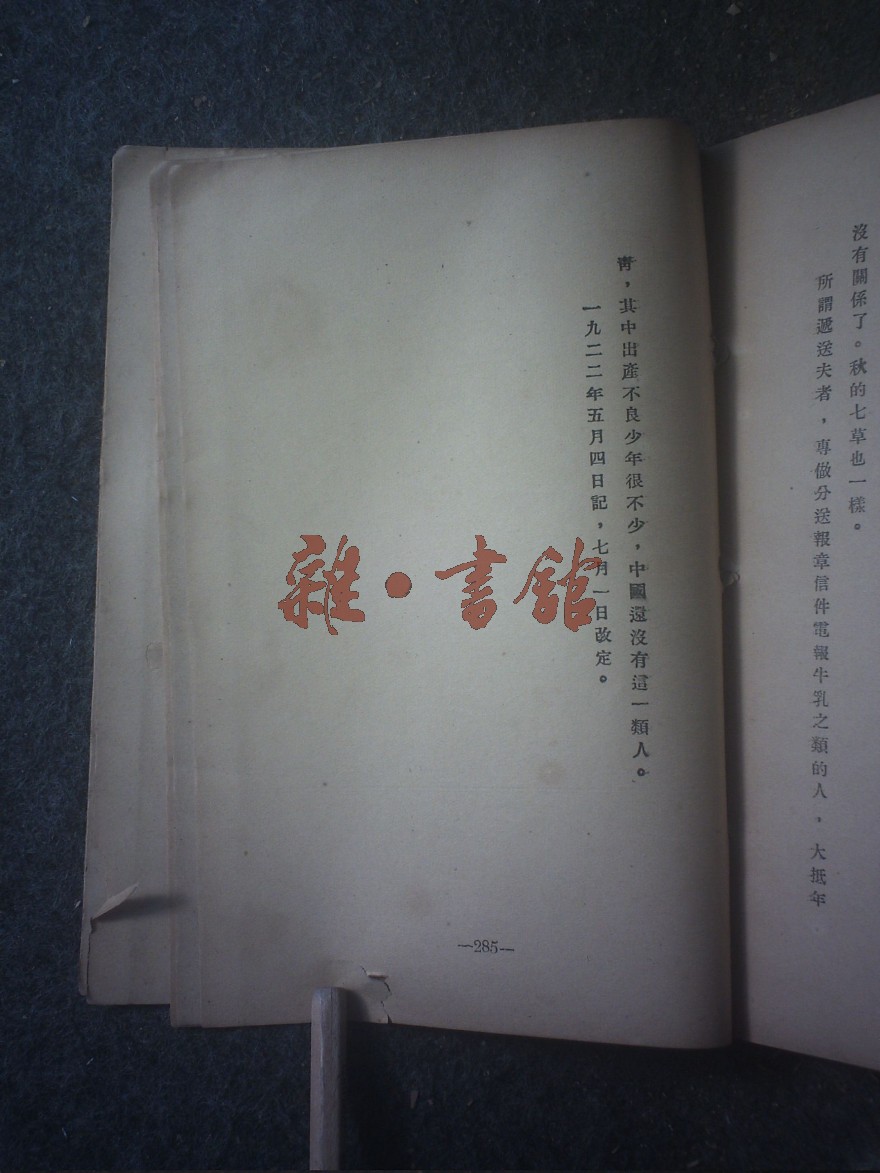 沒有關係了。秋的七草也一樣。
所謂遞送夫者，專做分送報章信件電報牛乳之類的人，大抵年
青，其中出產不良少年很不少，中國還沒有這一類人。
一九二二年五月四日記，七月一日改定。
—285—
雜•書館